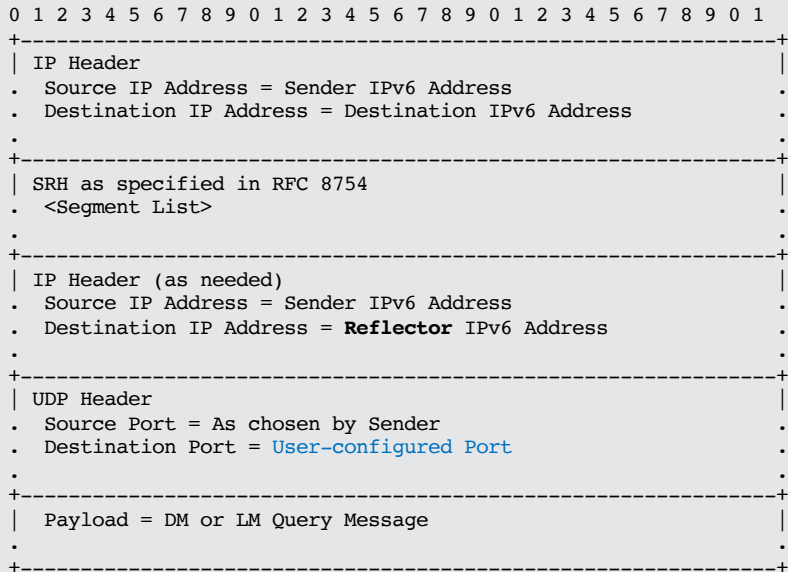 0 1 2 3 4 5 6 7 8 9 0 1 2 3 4 5 6 7 8 9 0 1 2 3 4 5 6 7 8 9 0 1
+---------------------------------------------------------------+
| IP Header |
. Source IP Address = Sender IPv6 Address .
. Destination IP Address = Destination IPv6 Address .
. .
+---------------------------------------------------------------+
| SRH as specified in RFC 8754 |
. <Segment List> .
. .
+---------------------------------------------------------------+
| IP Header (as needed) |
. Source IP Address = Sender IPv6 Address .
. Destination IP Address = Reflector IPv6 Address .
. .
+---------------------------------------------------------------+
| UDP Header |
. Source Port = As chosen by Sender .
. Destination Port = User-configured Port .
. .
+---------------------------------------------------------------+
| Payload = DM or LM Query Message |
. .
+---------------------------------------------------------------+